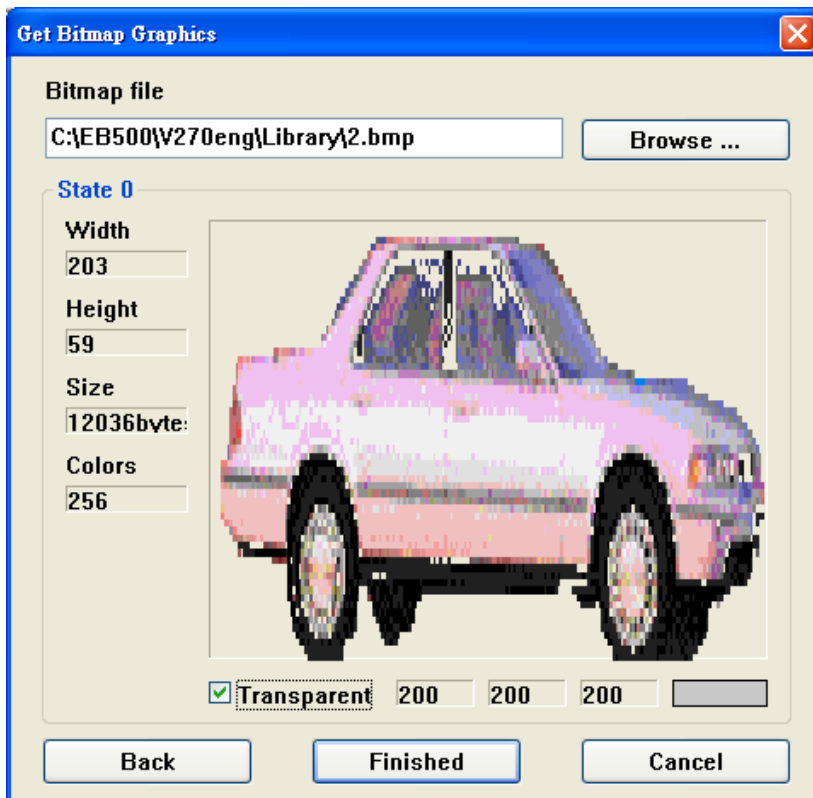 Get Bitmap Graphics
Bitmap file
C:\EB500\V270eng\Library\2.bmp
Browse ...
State 0
Width
203
Height
59
Size
12036bytes
Colors
256
Transparent 200 200 200
Back Finished Cancel